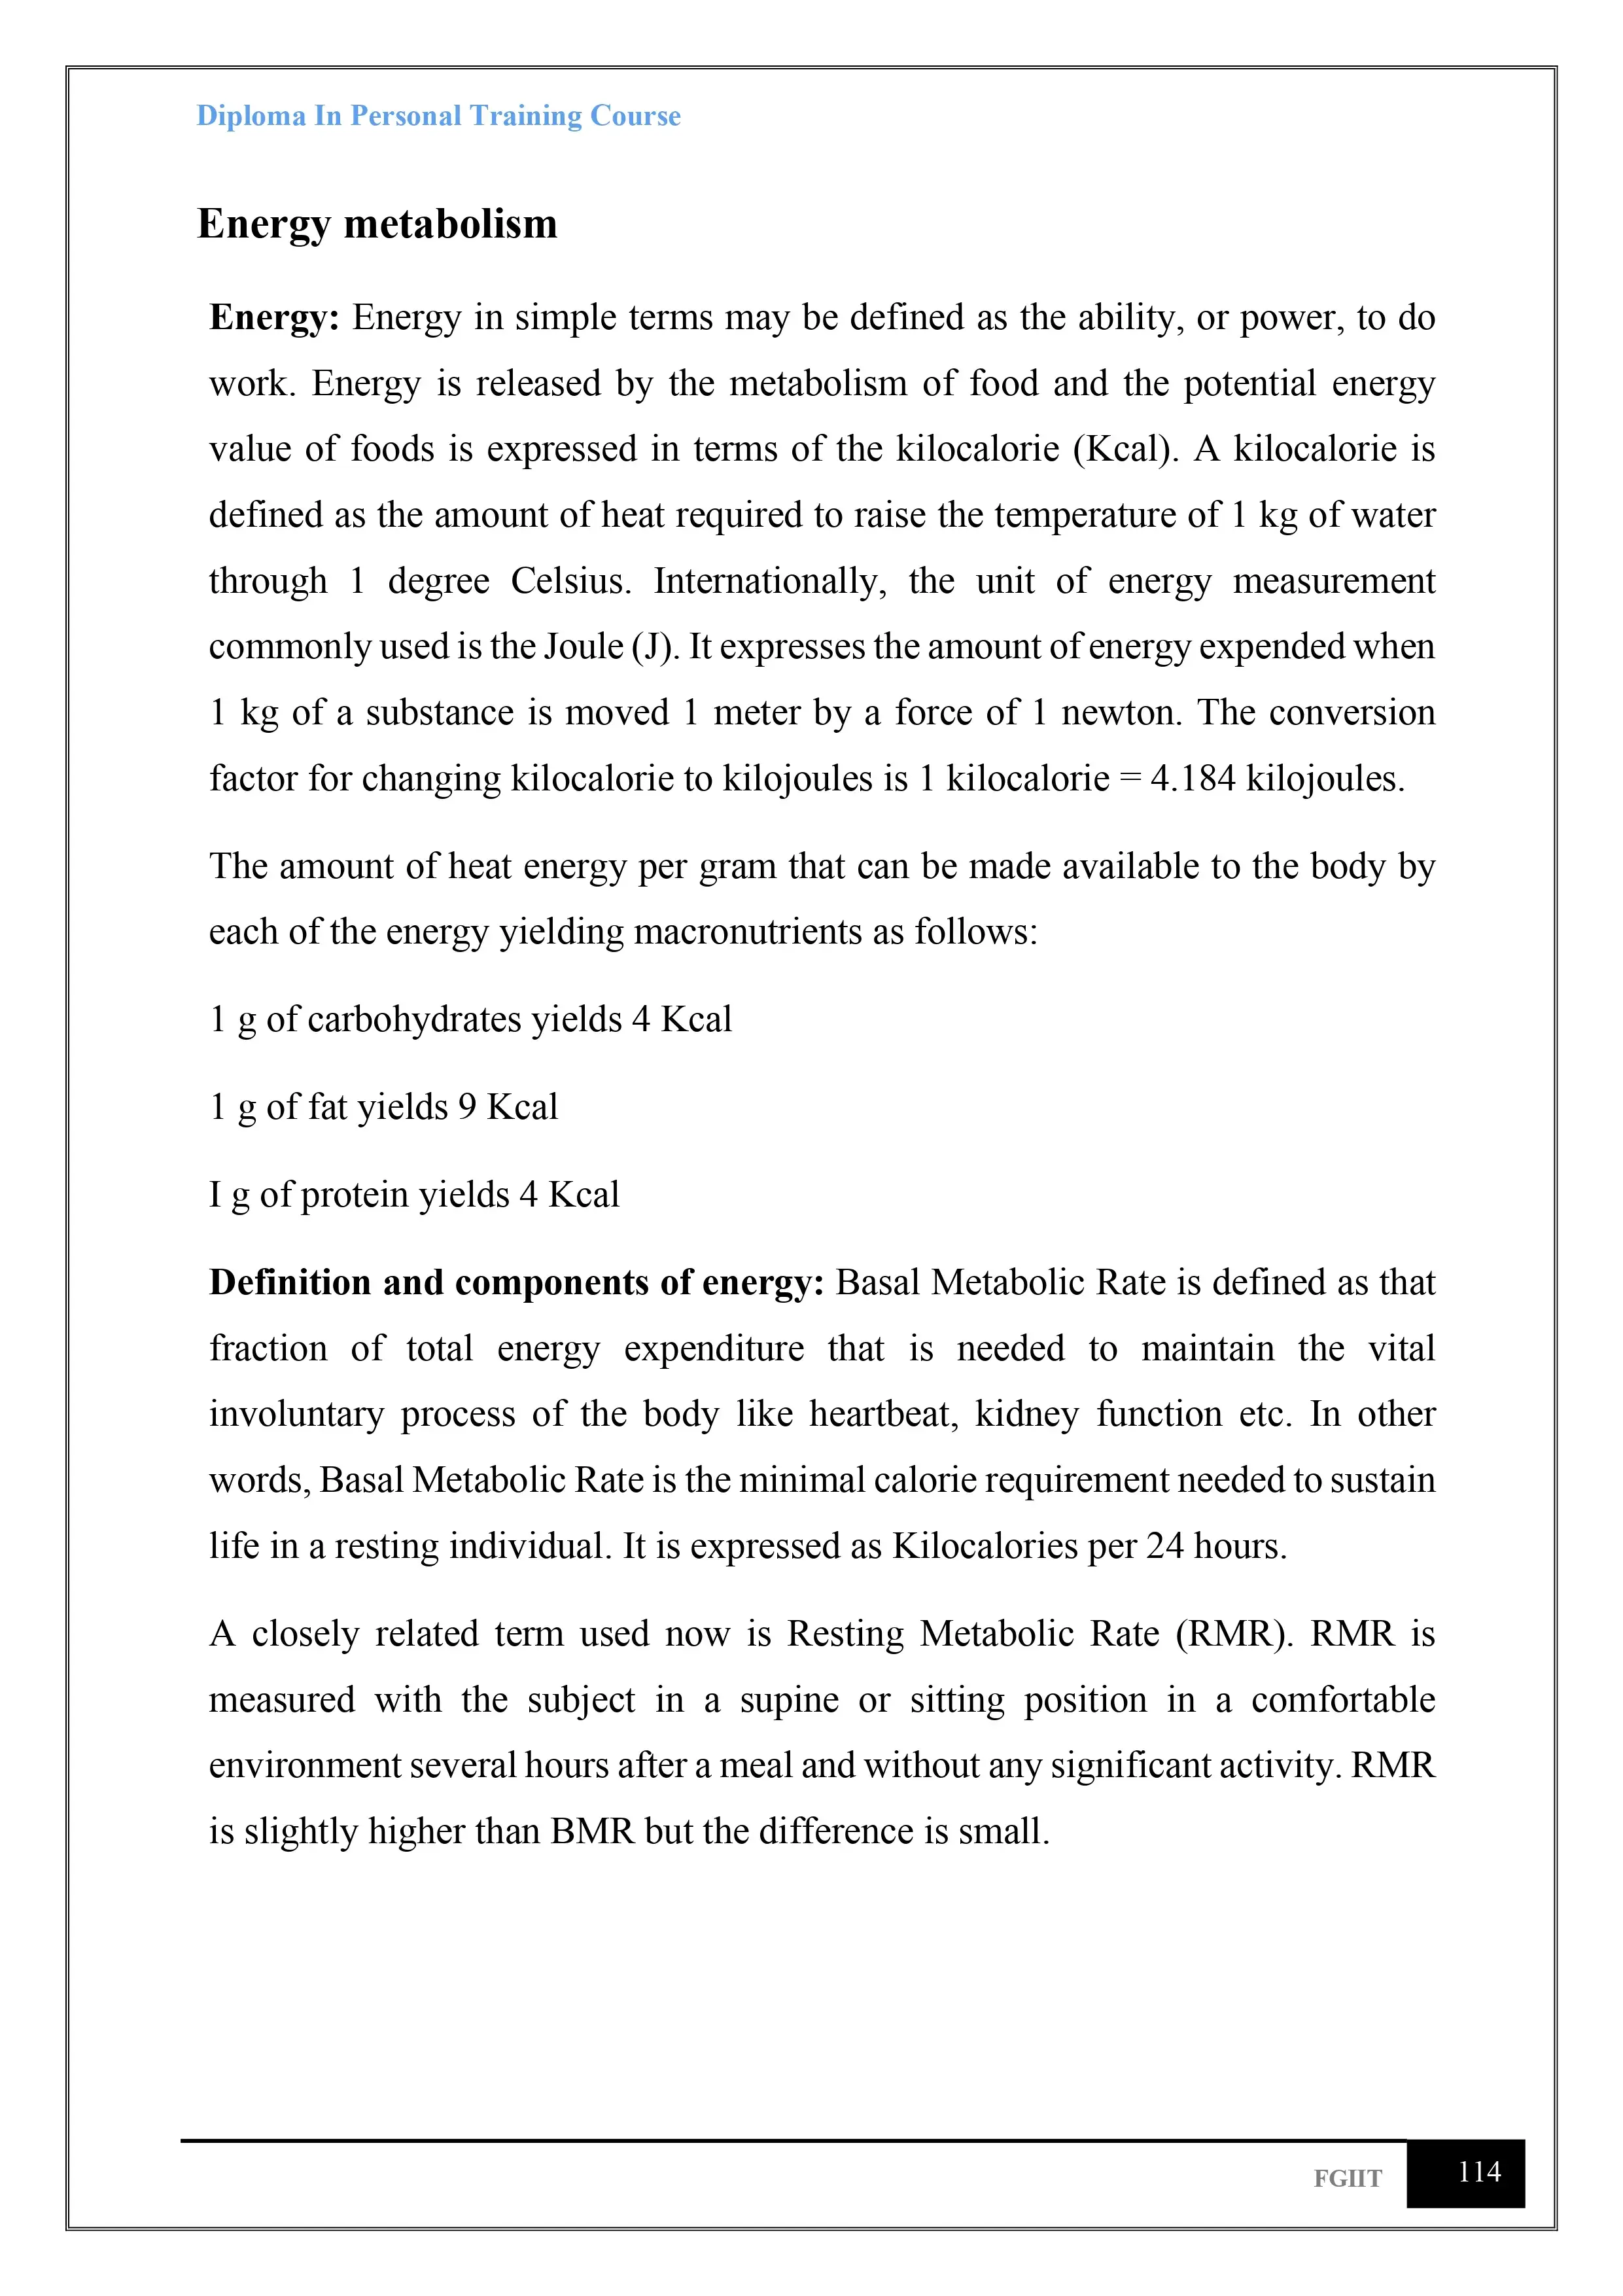 Diploma In Personal Training Course
Energy metabolism
Energy: Energy in simple terms may be defined as the ability, or power, to do
work. Energy is released by the metabolism of food and the potential energy
value of foods is expressed in terms of the kilocalorie (Kcal). A kilocalorie is
defined as the amount of heat required to raise the temperature of 1 kg of water
through 1 degree Celsius. Internationally, the unit of energy measurement
commonly used is the Joule (J). It expresses the amount of energy expended when
1 kg of a substance is moved 1 meter by a force of 1 newton. The conversion
factor for changing kilocalorie to kilojoules is 1 kilocalorie = 4.184 kilojoules.
The amount of heat energy per gram that can be made available to the body by
each of the energy yielding macronutrients as follows:
1 g of carbohydrates yields 4 Kcal
1 g of fat yields 9 Kcal
I g of protein yields 4 Kcal
Definition and components of energy: Basal Metabolic Rate is defined as that
fraction of total energy expenditure that is needed to maintain the vital
involuntary process of the body like heartbeat, kidney function etc. In other
words, Basal Metabolic Rate is the minimal calorie requirement needed to sustain
life in a resting individual. It is expressed as Kilocalories per 24 hours.
A closely related term used now is Resting Metabolic Rate (RMR). RMR is
measured with the subject in a supine or sitting position in a comfortable
environment several hours after a meal and without any significant activity. RMR
is slightly higher than BMR but the difference is small.
FGIIT 114